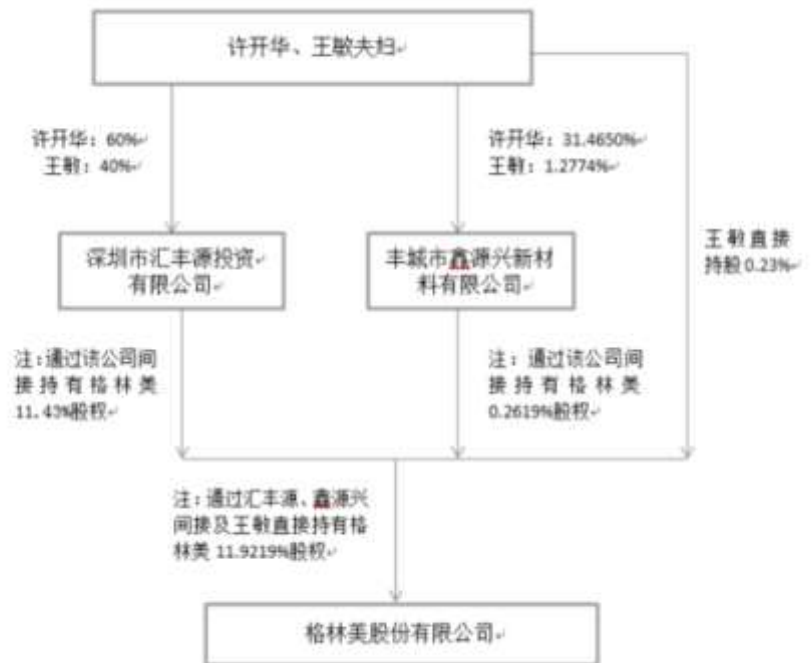 许开华、王敏夫妇
许开华：60%
王敏：40%
许开华：31.4650%
王敏：1.2774%
深圳市汇丰源投资
有限公司
丰城市鑫源兴新材
料有限公司
王敏直接
持股 0.23%
注：通过该公司间
接持有格林美
11.43%股权
注：通过该公司间
接持有格林美
0.2619%股权
注：通过汇丰源、鑫源兴
间接及王敏直接持有格
林美 11.9219%股权
格林美股份有限公司